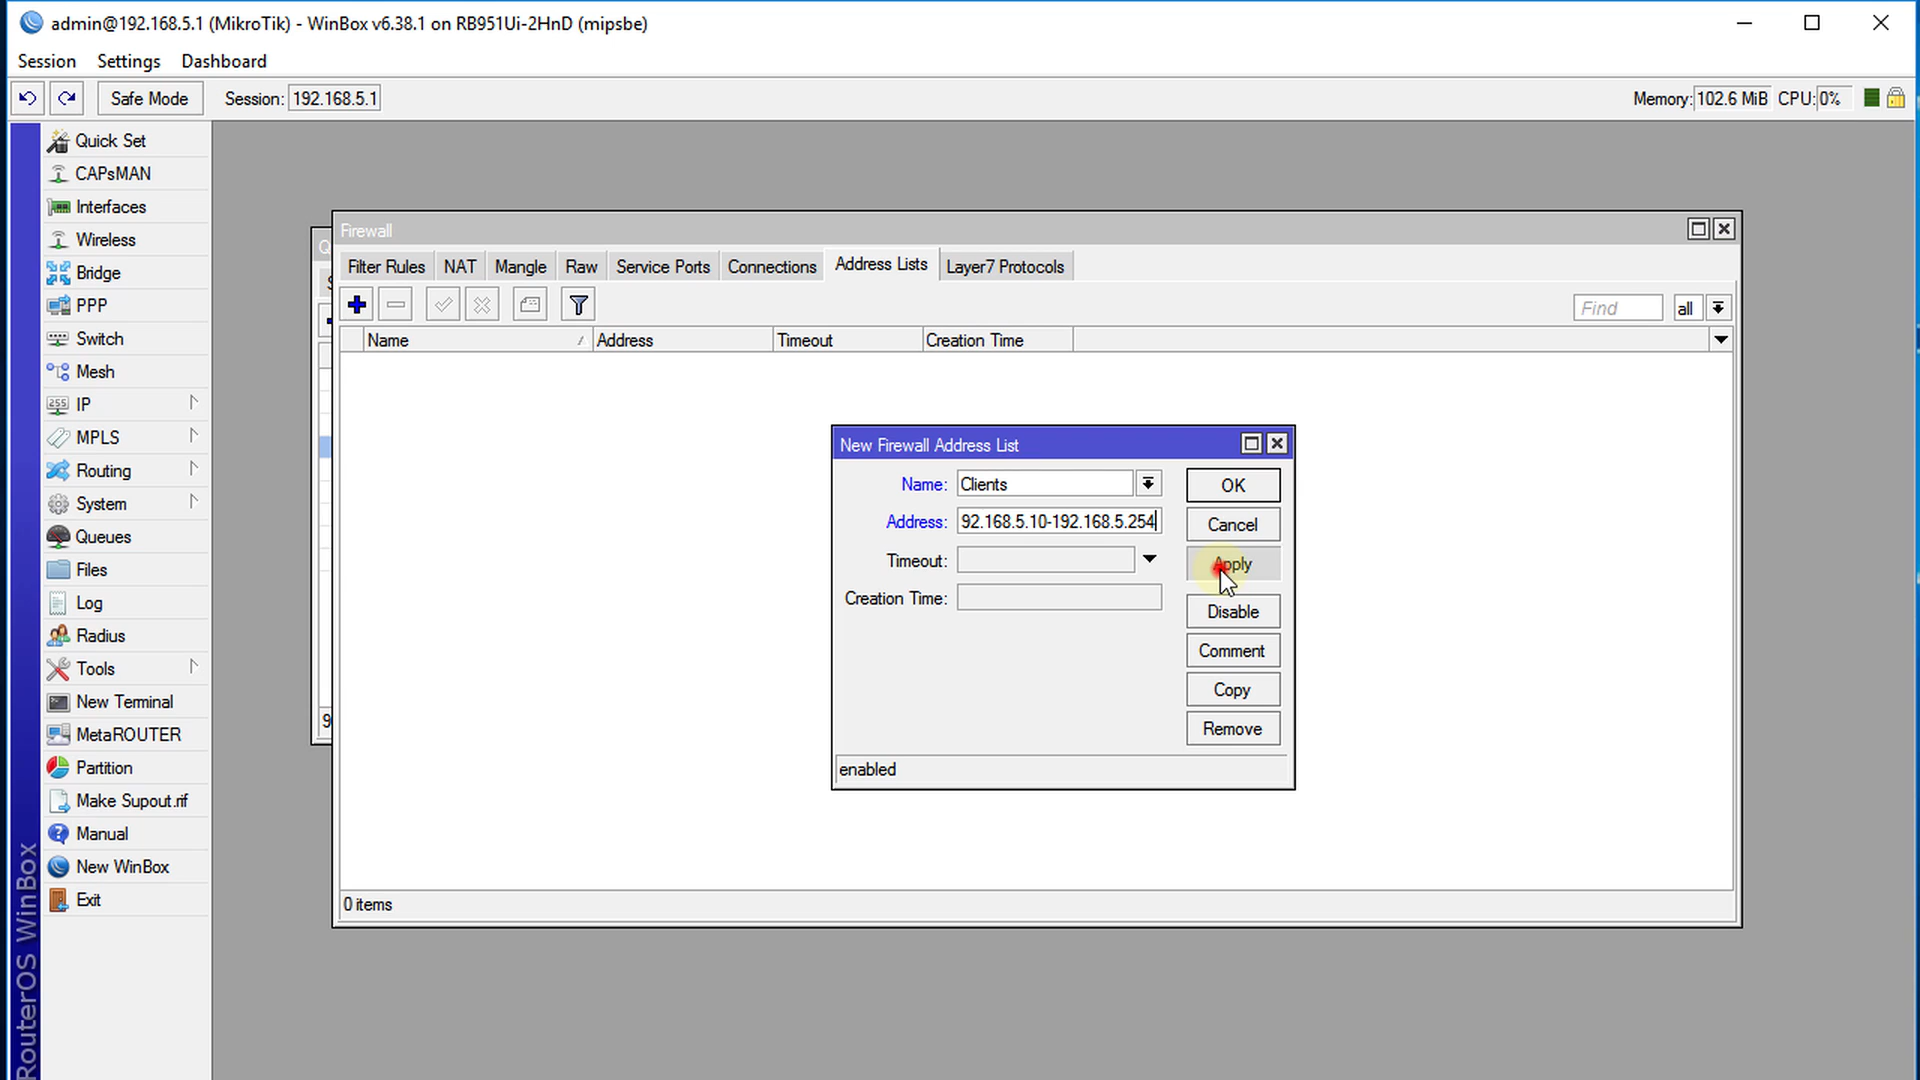 admin@192.168.5.1 (MikroTik) - WinBox v6.38.1 on RB951Ui-2HnD (mipsbe)
Session Settings Dashboard
Safe Mode Session: 192.168.5.1 Memory: 102.6 MiB CPU: 0%
Quick Set
CAPsMAN
Interfaces
Wireless
Bridge
PPP
Switch
Mesh
255 IP
MPLS
Routing
System
Queues
Files
Log
Radius
Tools
New Terminal
MetaROUTER
Partition
Make Supout.rif
Manual
New WinBox
Exit
RouterOS WinBox
Firewall
Filter Rules NAT Mangle Raw Service Ports Connections Address Lists Layer7 Protocols
Find all
Name Address Timeout Creation Time
New Firewall Address List
Name: Clients OK
Address: 92.168.5.10-192.168.5.254 Cancel
Timeout: Apply
Creation Time: Disable
Comment
Copy
Remove
enabled
0 items
9